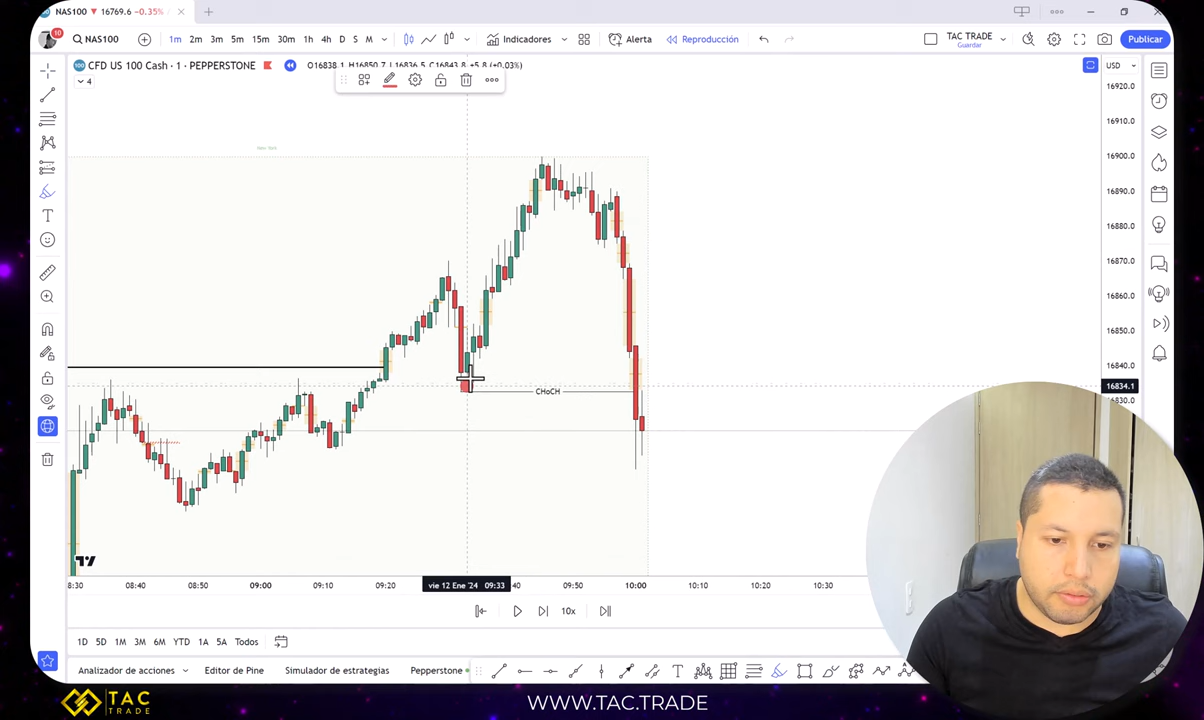 NAS100 ▼ 16769.6 -0.35%
10
NAS100
1m 2m 3m 5m 15m 30m 1h 4h D S M
Indicadores
Alerta
Reproducción
TAC TRADE
Guardar
Publicar
CFD US 100 Cash · 1 · PEPPERSTONE
4
USD
16920.0
16910.0
16900.0
16890.0
16880.0
16870.0
16860.0
16850.0
16840.0
16834.1
16830.0
New York
CHoCH
8:30 08:40 08:50 09:00 09:10 09:20 vie 12 Ene '24 09:33 09:50 10:00 10:10 10:20 10:30
10x
1D 5D 1M 3M 6M YTD 1A 5A Todos
Analizador de acciones Editor de Pine Simulador de estrategias Pepperstone
TAC
TRADE
WWW.TAC.TRADE